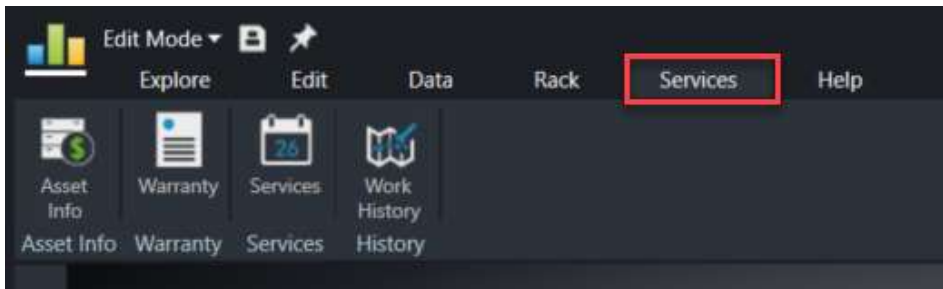 Edit Mode
Explore Edit Data Rack Services Help
26
Asset Info Warranty Services Work History
Asset Info Warranty Services History